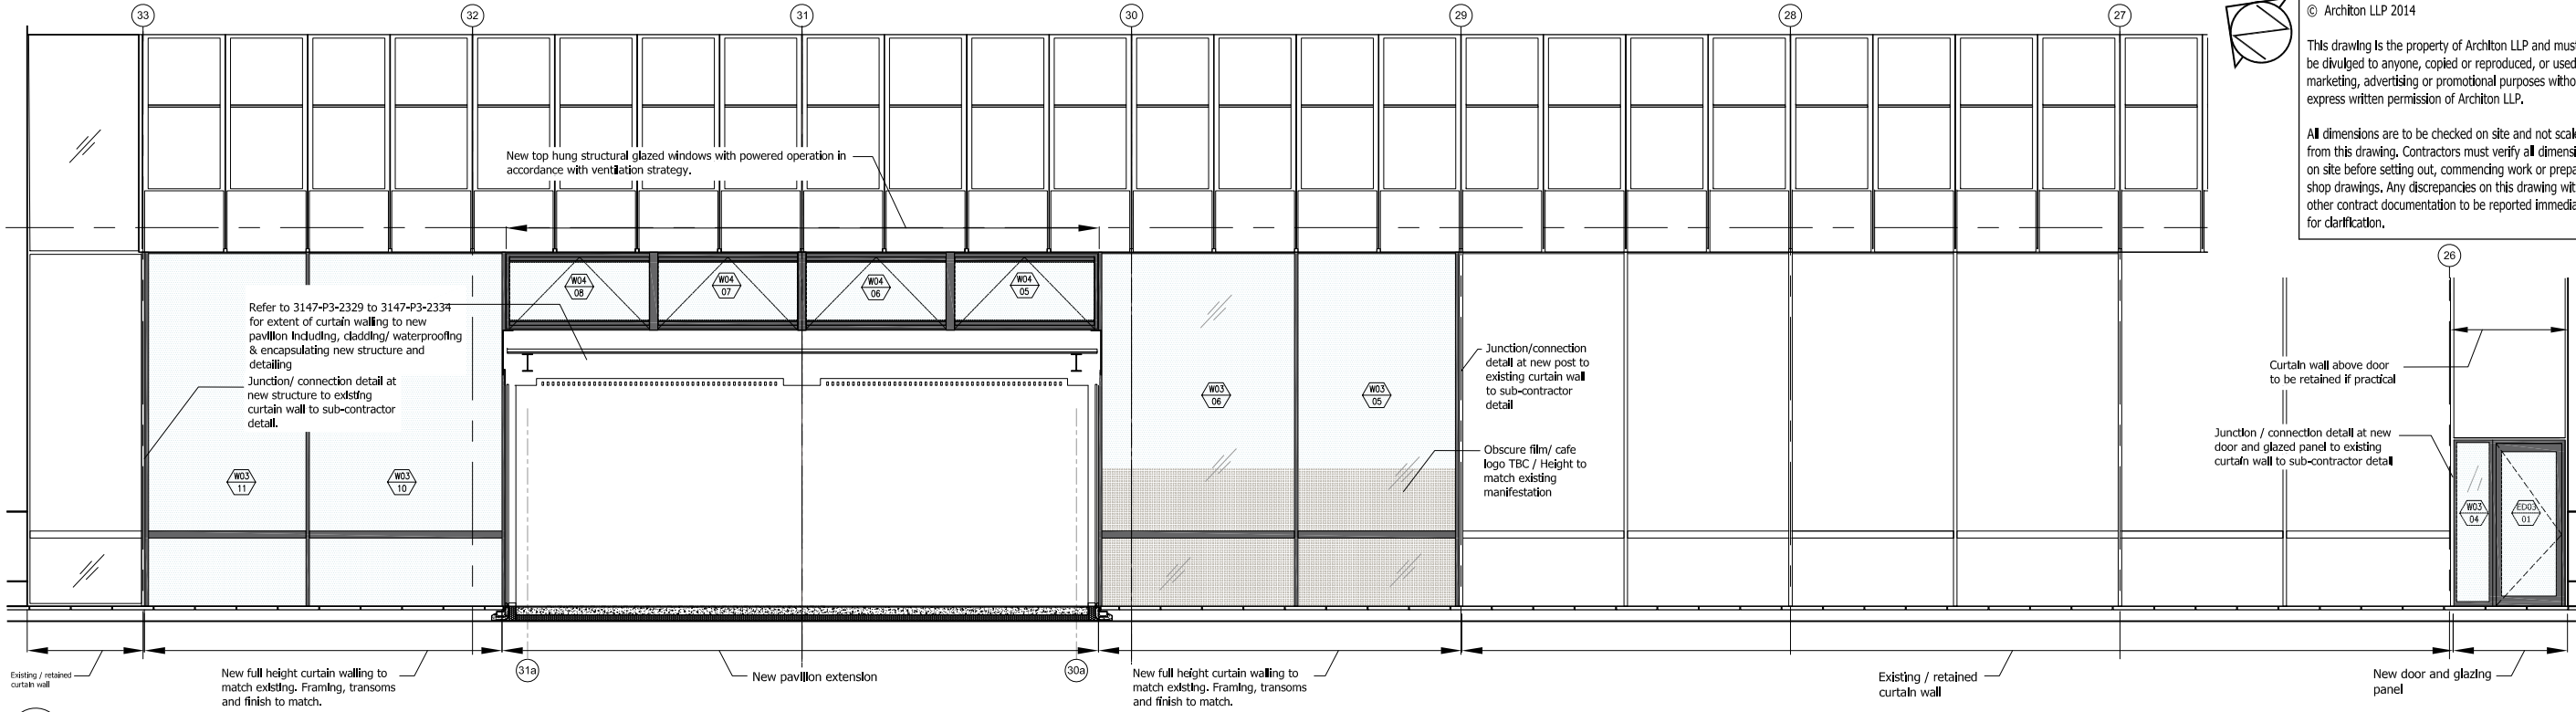 33
32
31
30
29
28
27
© Architon LLP 2014
This drawing is the property of Architon LLP and must
be divulged to anyone, copied or reproduced, or used
marketing, advertising or promotional purposes
express written permission of Architon LLP.
All dimensions are to be checked on site and not
from this drawing. Contractors must verify all
on site before setting out, commencing work or
shop drawings. Any discrepancies on this drawing
other contract documentation to be reported
for clarification.
26
New top hung structural glazed windows with powered operation in
accordance with ventilation strategy.
W04
08
W04
07
W04
06
W04
05
Refer to 3147-P3-2329 to 3147-P3-2334
for extent of curtain walling to new
pavilion including, cladding/ waterproofing
& encapsulating new structure and
detailing
Junction/ connection detail at
new structure to existing
curtain wall to sub-contractor
detail.
W03
11
W03
10
W03
06
W03
05
Junction/connection
detail at new post to
existing curtain wall
to sub-contractor
detail
Obscure film/ cafe
logo TBC / Height to
match existing
manifestation
Curtain wall above door
to be retained if practical
Junction / connection detail at new
door and glazed panel to existing
curtain wall to sub-contractor detail
W03
04
ED03
01
Existing / retained
curtain wall
New full height curtain walling to
match existing. Framing, transoms
and finish to match.
31a
New pavilion extension
30a
New full height curtain walling to
match existing. Framing, transoms
and finish to match.
Existing / retained
curtain wall
New door and glazing
panel